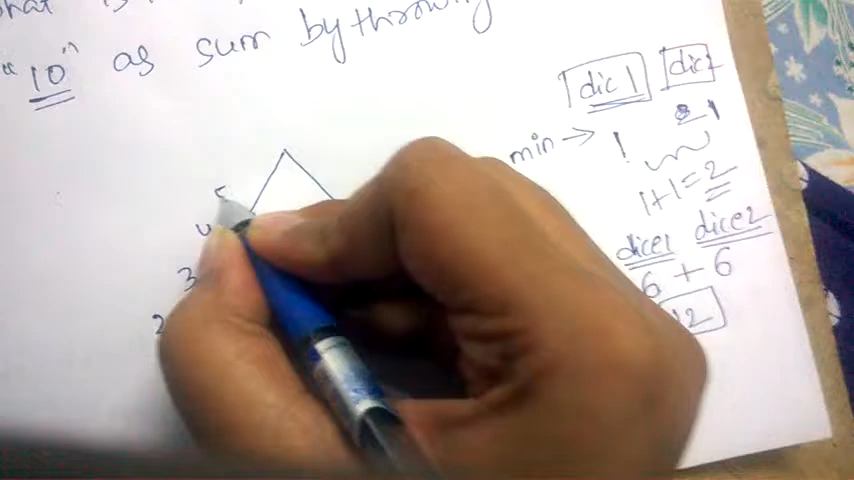 "10" as sum by throwing
dic 1
min → 1 1
1+1=2
dice1 dice2
6 + 6
12
5
4
3
2